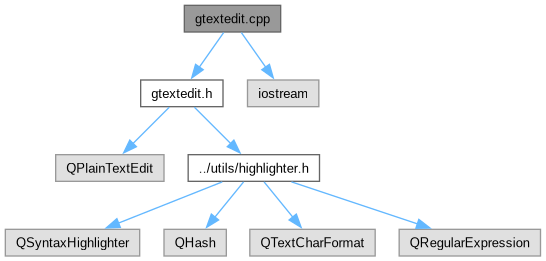 gtextedit.cpp
gtextedit.h
iostream
QPlainTextEdit
../utils/highlighter.h
QSyntaxHighlighter
QHash
QTextCharFormat
QRegularExpression